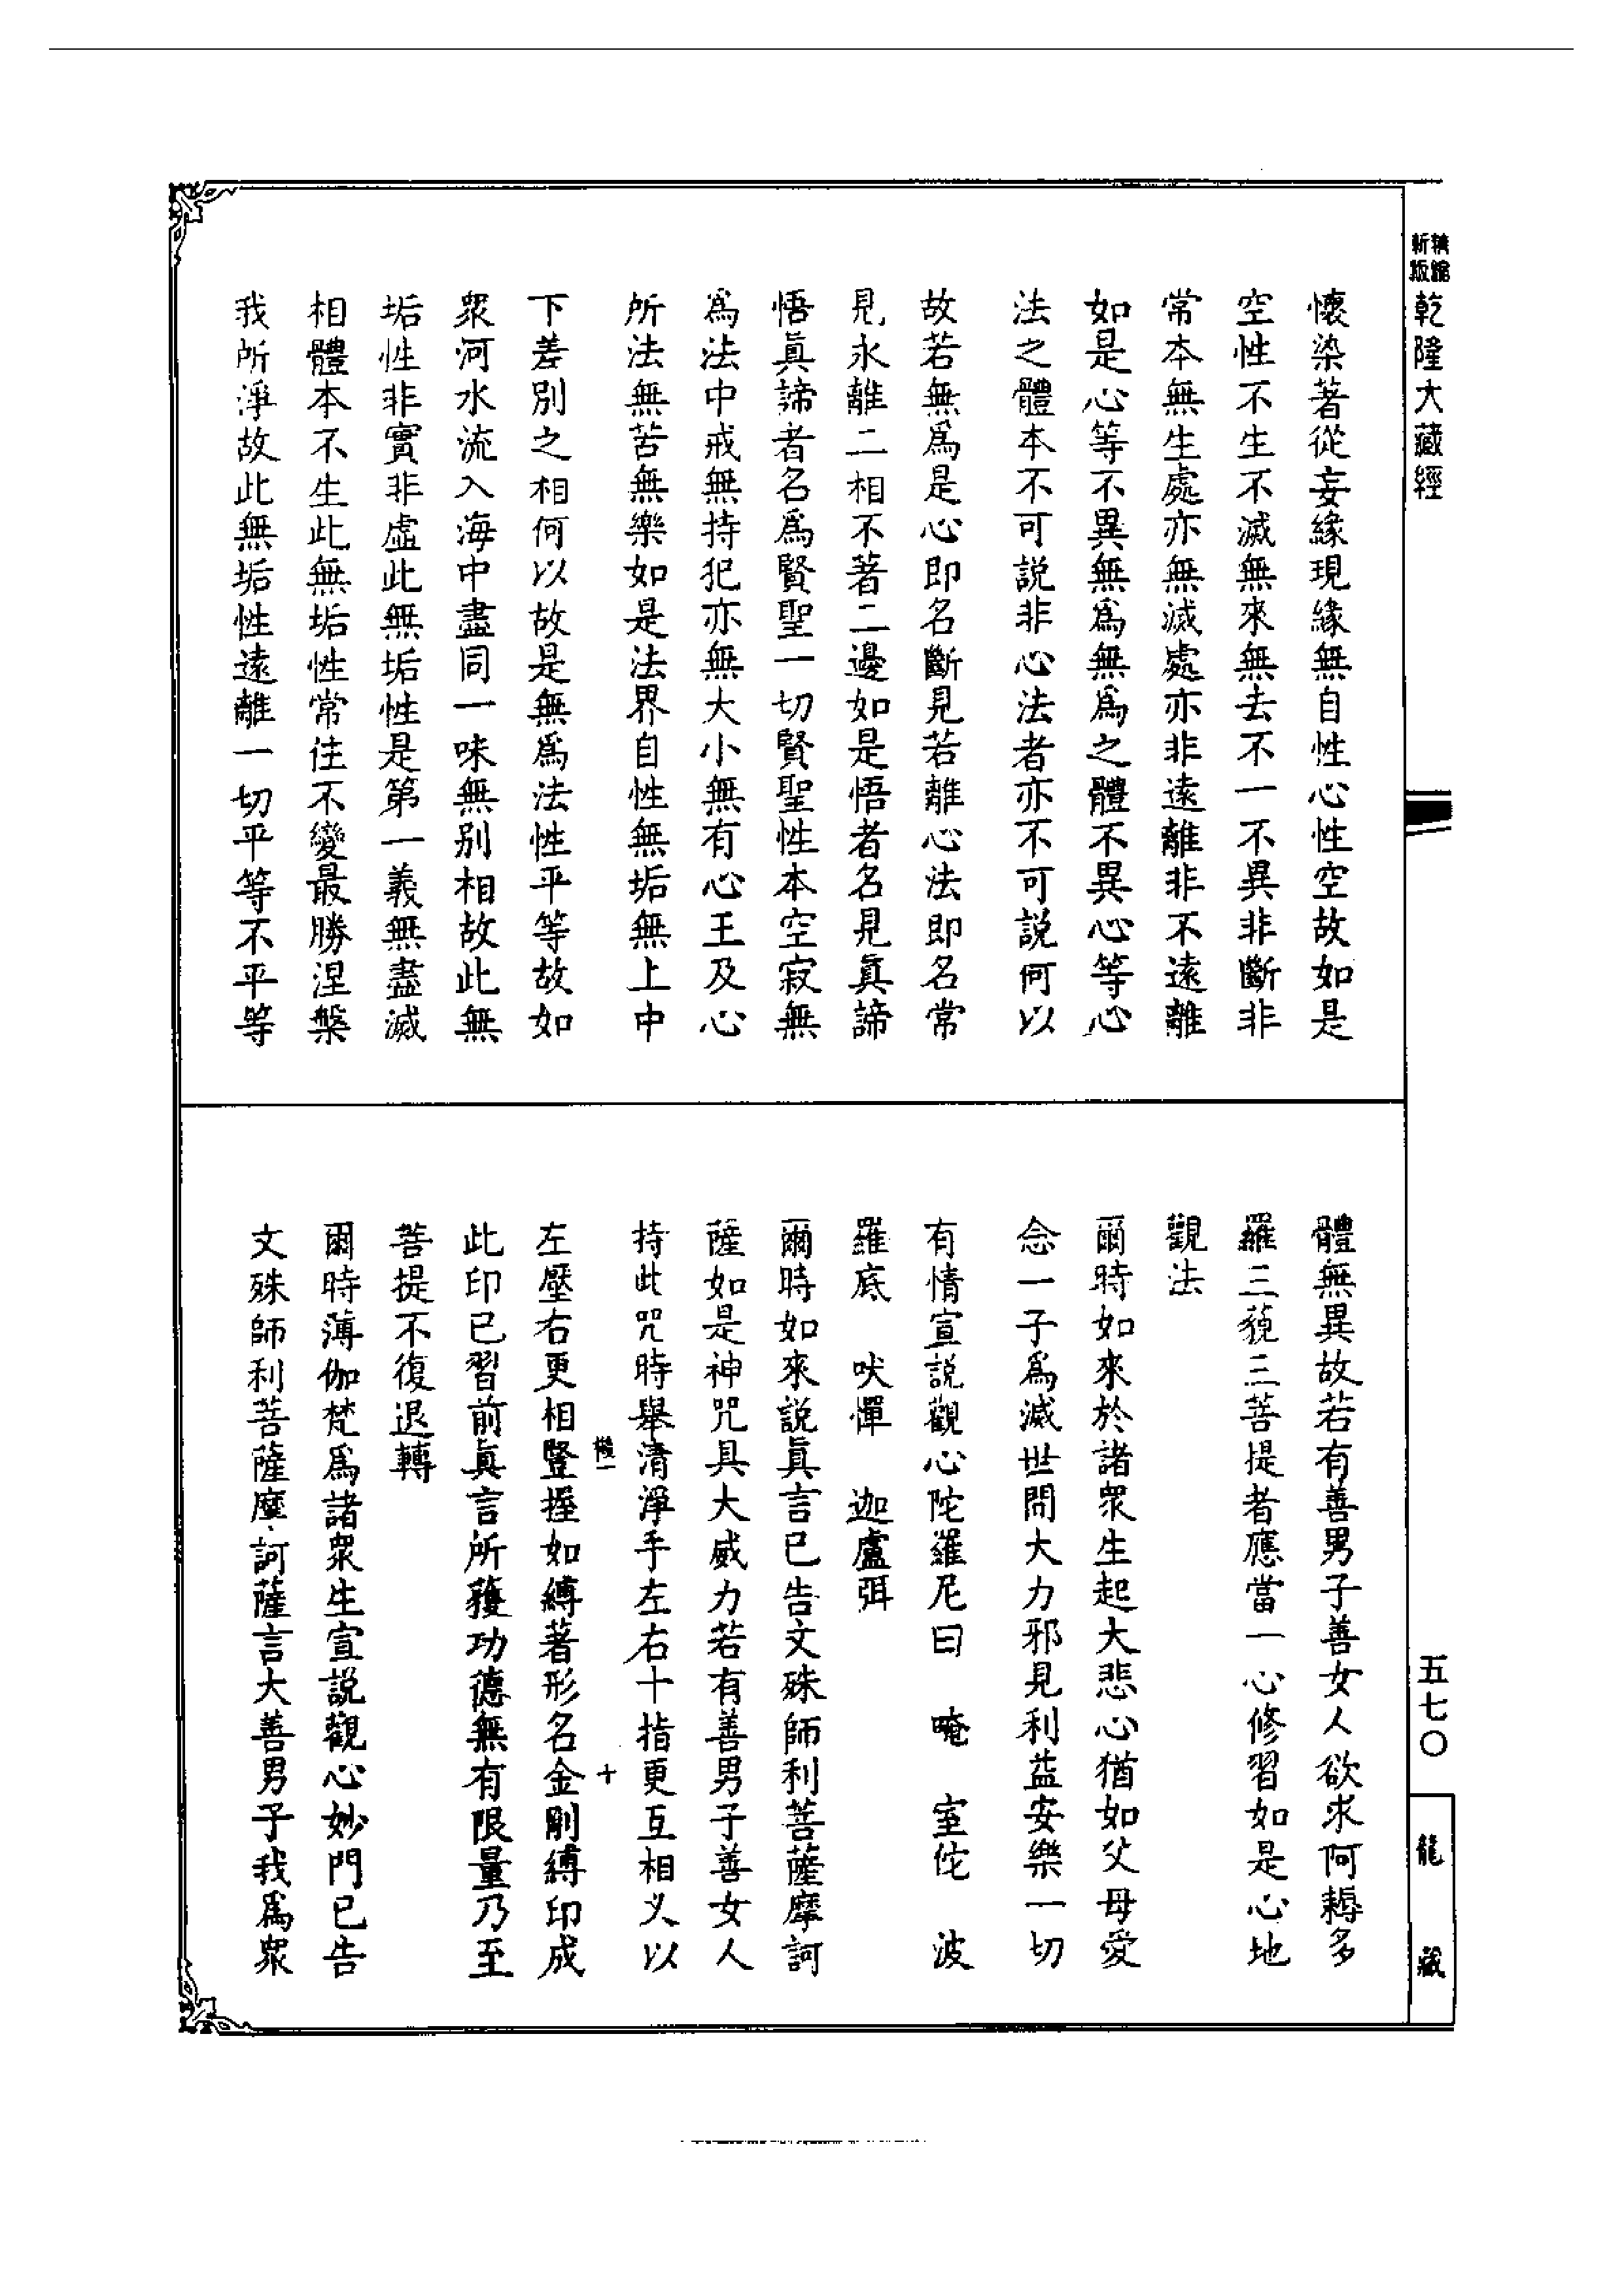 精縮新版
乾隆大藏經
懷染著從妄緣現緣無自性心性空故如是
空性不生不滅無來無去不一不異非斷非
常本無生處亦無滅處亦非遠離非不遠離
如是心等不異無爲無爲之體不異心等心
法之體本不可說非心法者亦不可說何以
故若無爲是心即名斷見若離心法即名常
見永離二相不著二邊如是悟者名見眞諦
悟眞諦者名爲賢聖一切賢聖性本空寂無
爲法中戒無持犯亦無大小無有心王及心
所法無苦無樂如是法界自性無垢無上中
下差別之相何以故是無爲法性平等故如
眾河水流入海中盡同一味無別相故此無
垢性非實非虛此無垢性是第一義無盡滅
相體本不生此無垢性常住不變最勝涅槃
我所淨故此無垢性遠離一切平等不平等
體無異故若有善男子善女人欲求阿耨多
羅三藐三菩提者應當一心修習如是心地
觀法
爾時如來於諸眾生起大悲心猶如父母愛
念一子爲滅世間大力邪見利益安樂一切
有情宣說觀心陀羅尼曰 唵 室佗 波
羅底 吠憚 迦盧弭
爾時如來說眞言已告文殊師利菩薩摩訶
薩如是神咒具大威力若有善男子善女人
持此咒時舉清淨手左右十指更互相叉以
左壓右更相豎握如縛著形名金剛縛印成
此印已習前眞言所獲功德無有限量乃至
菩提不復退轉
爾時薄伽梵爲諸眾生宣說觀心妙門已告
文殊師利菩薩摩訶薩言大善男子我爲眾
十
五七〇
龍藏